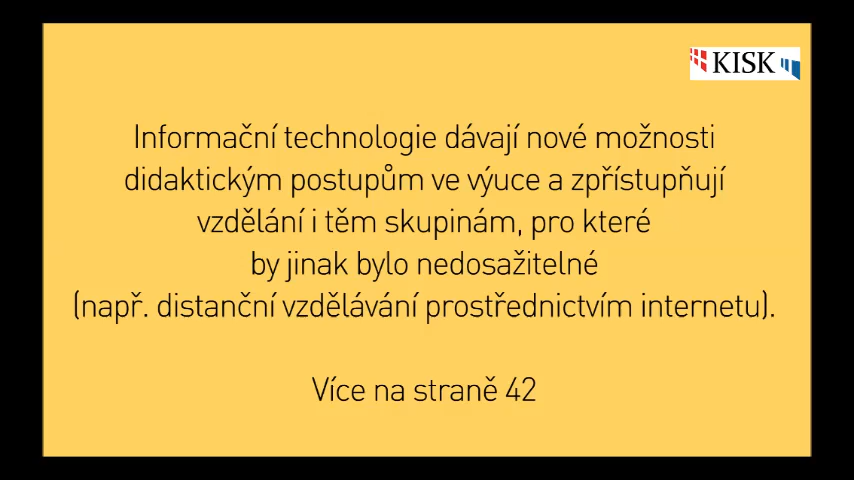 KISK
Informační technologie dávají nové možnosti
didaktickým postupům ve výuce a zpřístupňují
vzdělání i těm skupinám, pro které
by jinak bylo nedosažitelné
(např. distanční vzdělávání prostřednictvím internetu).
Více na straně 42